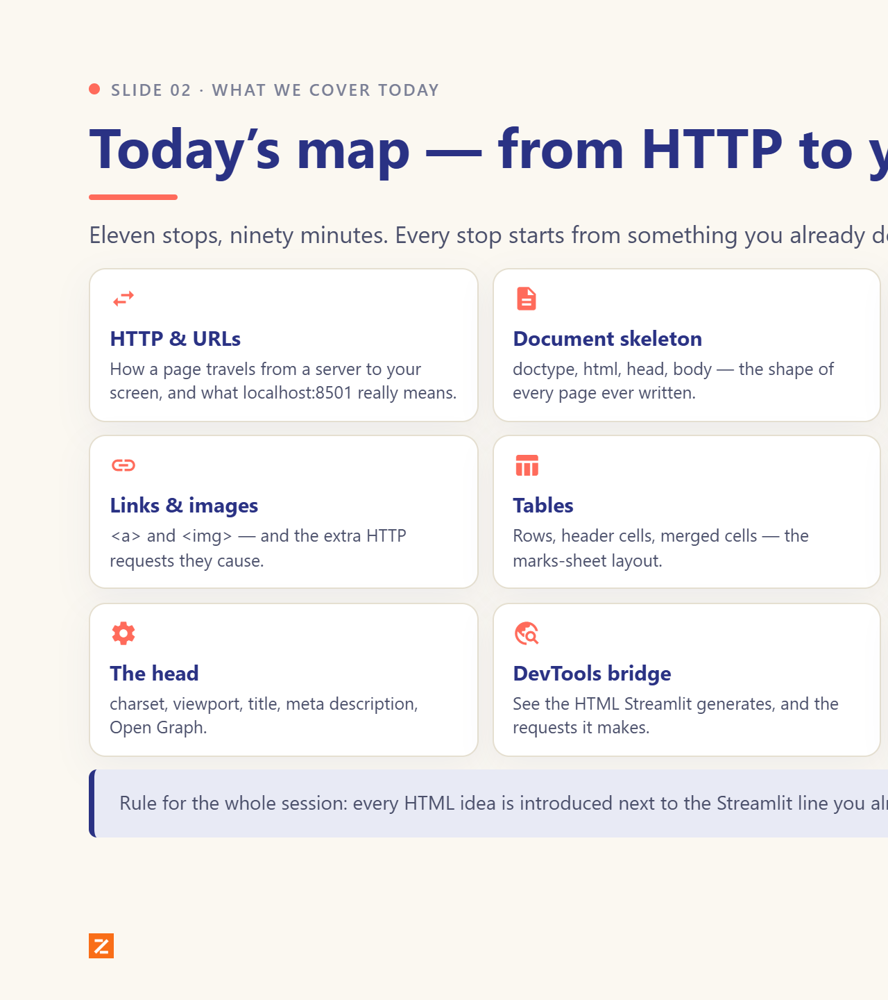 SLIDE 02 · WHAT WE COVER TODAY
Today’s map — from HTTP to y
Eleven stops, ninety minutes. Every stop starts from something you already d
HTTP & URLs
How a page travels from a server to your
screen, and what localhost:8501 really means.
Document skeleton
doctype, html, head, body — the shape of
every page ever written.
Links & images
<a> and <img> — and the extra HTTP
requests they cause.
Tables
Rows, header cells, merged cells — the
marks-sheet layout.
The head
charset, viewport, title, meta description,
Open Graph.
DevTools bridge
See the HTML Streamlit generates, and the
requests it makes.
Rule for the whole session: every HTML idea is introduced next to the Streamlit line you al